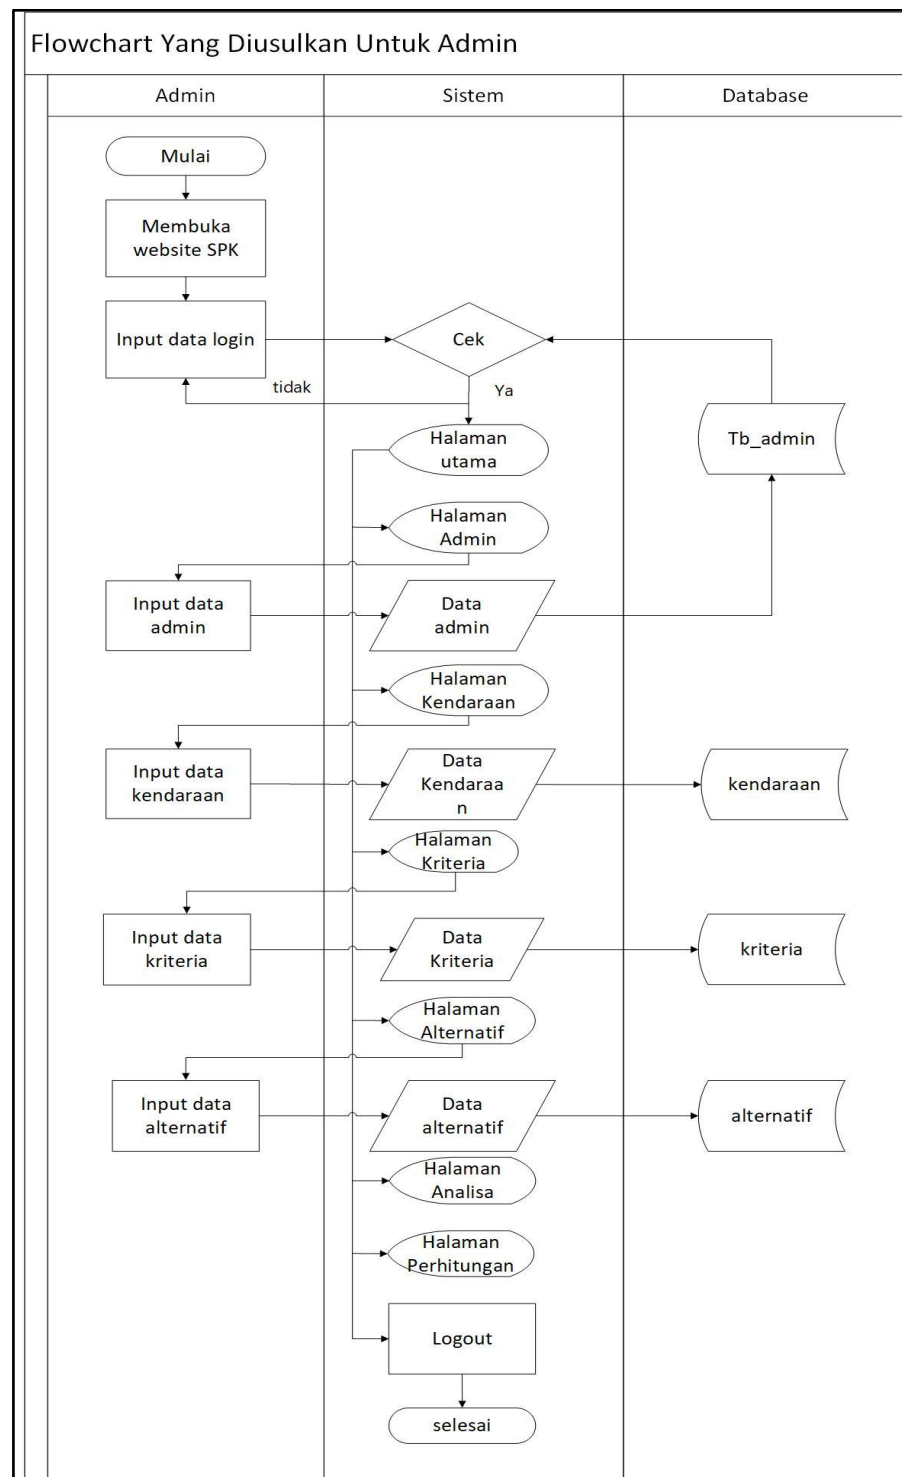 Flowchart Yang Diusulkan Untuk Admin
Admin
Sistem
Database
Mulai
Membuka
website SPK
Input data login
Cek
tidak
Ya
Halaman
utama
Tb_admin
Halaman
Admin
Input data
admin
Data
admin
Halaman
Kendaraan
Input data
kendaraan
Data
Kendaraa
n
kendaraan
Halaman
Kriteria
Input data
kriteria
Data
Kriteria
kriteria
Halaman
Alternatif
Input data
alternatif
Data
alternatif
alternatif
Halaman
Analisa
Halaman
Perhitungan
Logout
selesai